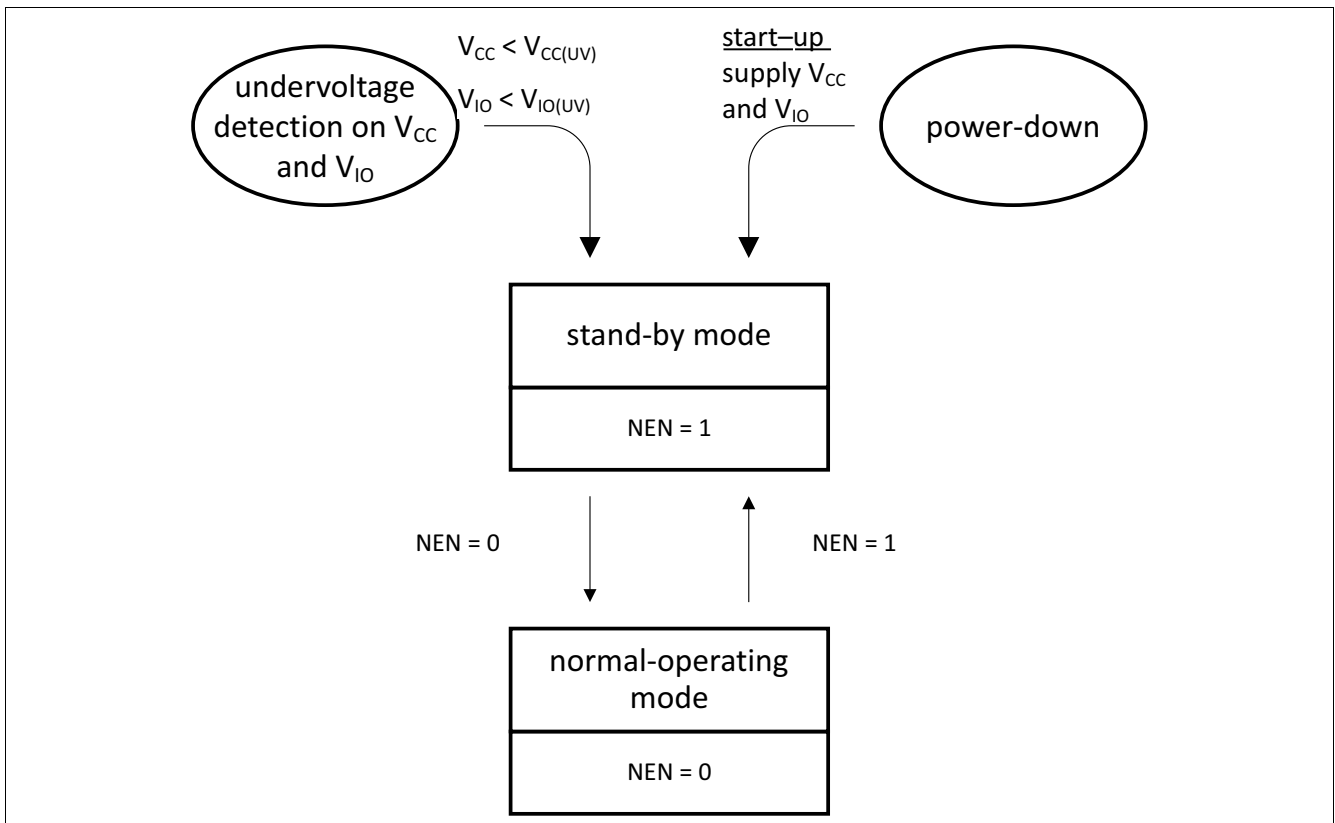 undervoltage
detection on VCC
and VIO
VCC < VCC(UV)
VIO < VIO(UV)
start–up
supply VCC
and VIO
power-down
stand-by mode
NEN = 1
NEN = 0
NEN = 1
normal-operating
mode
NEN = 0